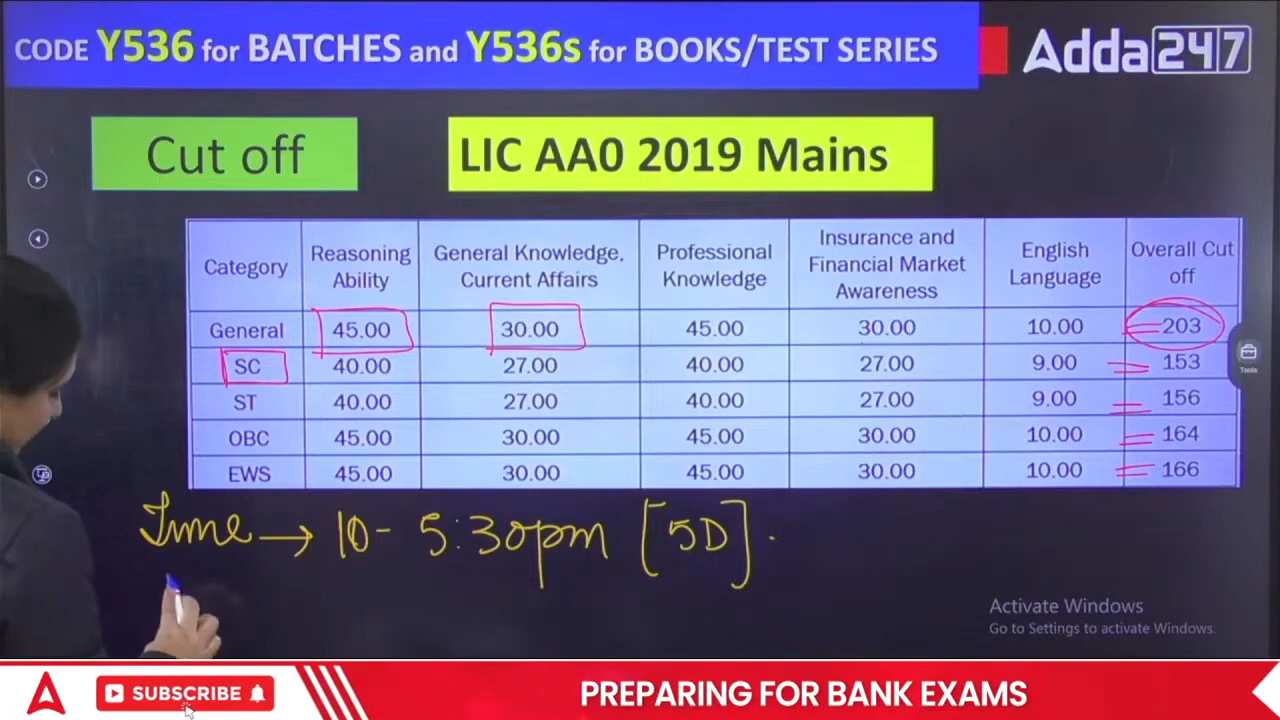 CODE Y536 for BATCHES and Y536s for BOOKS/TEST SERIES
Adda247
Cut off
LIC AA0 2019 Mains
Category Reasoning Ability General Knowledge, Current Affairs Professional Knowledge Insurance and Financial Market Awareness English Language Overall Cut off
General 45.00 30.00 45.00 30.00 10.00 203
SC 40.00 27.00 40.00 27.00 9.00 153
ST 40.00 27.00 40.00 27.00 9.00 156
OBC 45.00 30.00 45.00 30.00 10.00 164
EWS 45.00 30.00 45.00 30.00 10.00 166
Tools
Time → 10- 5:30pm [5D].
Activate Windows
Go to Settings to activate Windows.
SUBSCRIBE
PREPARING FOR BANK EXAMS